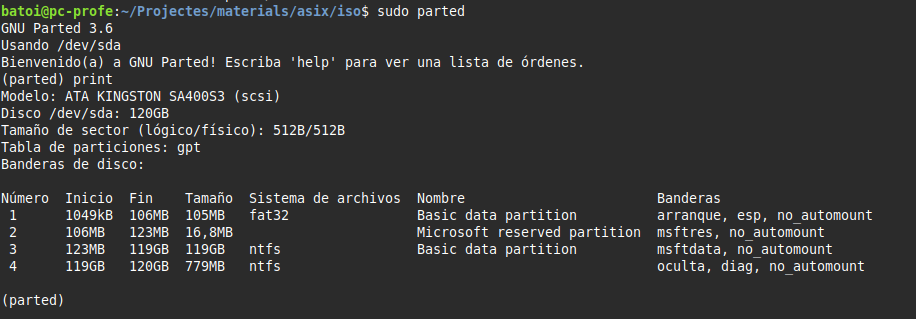 batoi@pc-profe:~/Projectes/materials/asix/iso$ sudo parted
GNU Parted 3.6
Usando /dev/sda
Bienvenido(a) a GNU Parted! Escriba 'help' para ver una lista de órdenes.
(parted) print
Modelo: ATA KINGSTON SA400S3 (scsi)
Disco /dev/sda: 120GB
Tamaño de sector (lógico/físico): 512B/512B
Tabla de particiones: gpt
Banderas de disco:
Número  Inicio  Fin    Tamaño  Sistema de archivos  Nombre                        Banderas
 1      1049kB  106MB  105MB   fat32                Basic data partition          arranque, esp, no_automount
 2      106MB   123MB  16,8MB                       Microsoft reserved partition  msftres, no_automount
 3      123MB   119GB  119GB   ntfs                 Basic data partition          msftdata, no_automount
 4      119GB   120GB  779MB   ntfs                                               oculta, diag, no_automount
(parted)